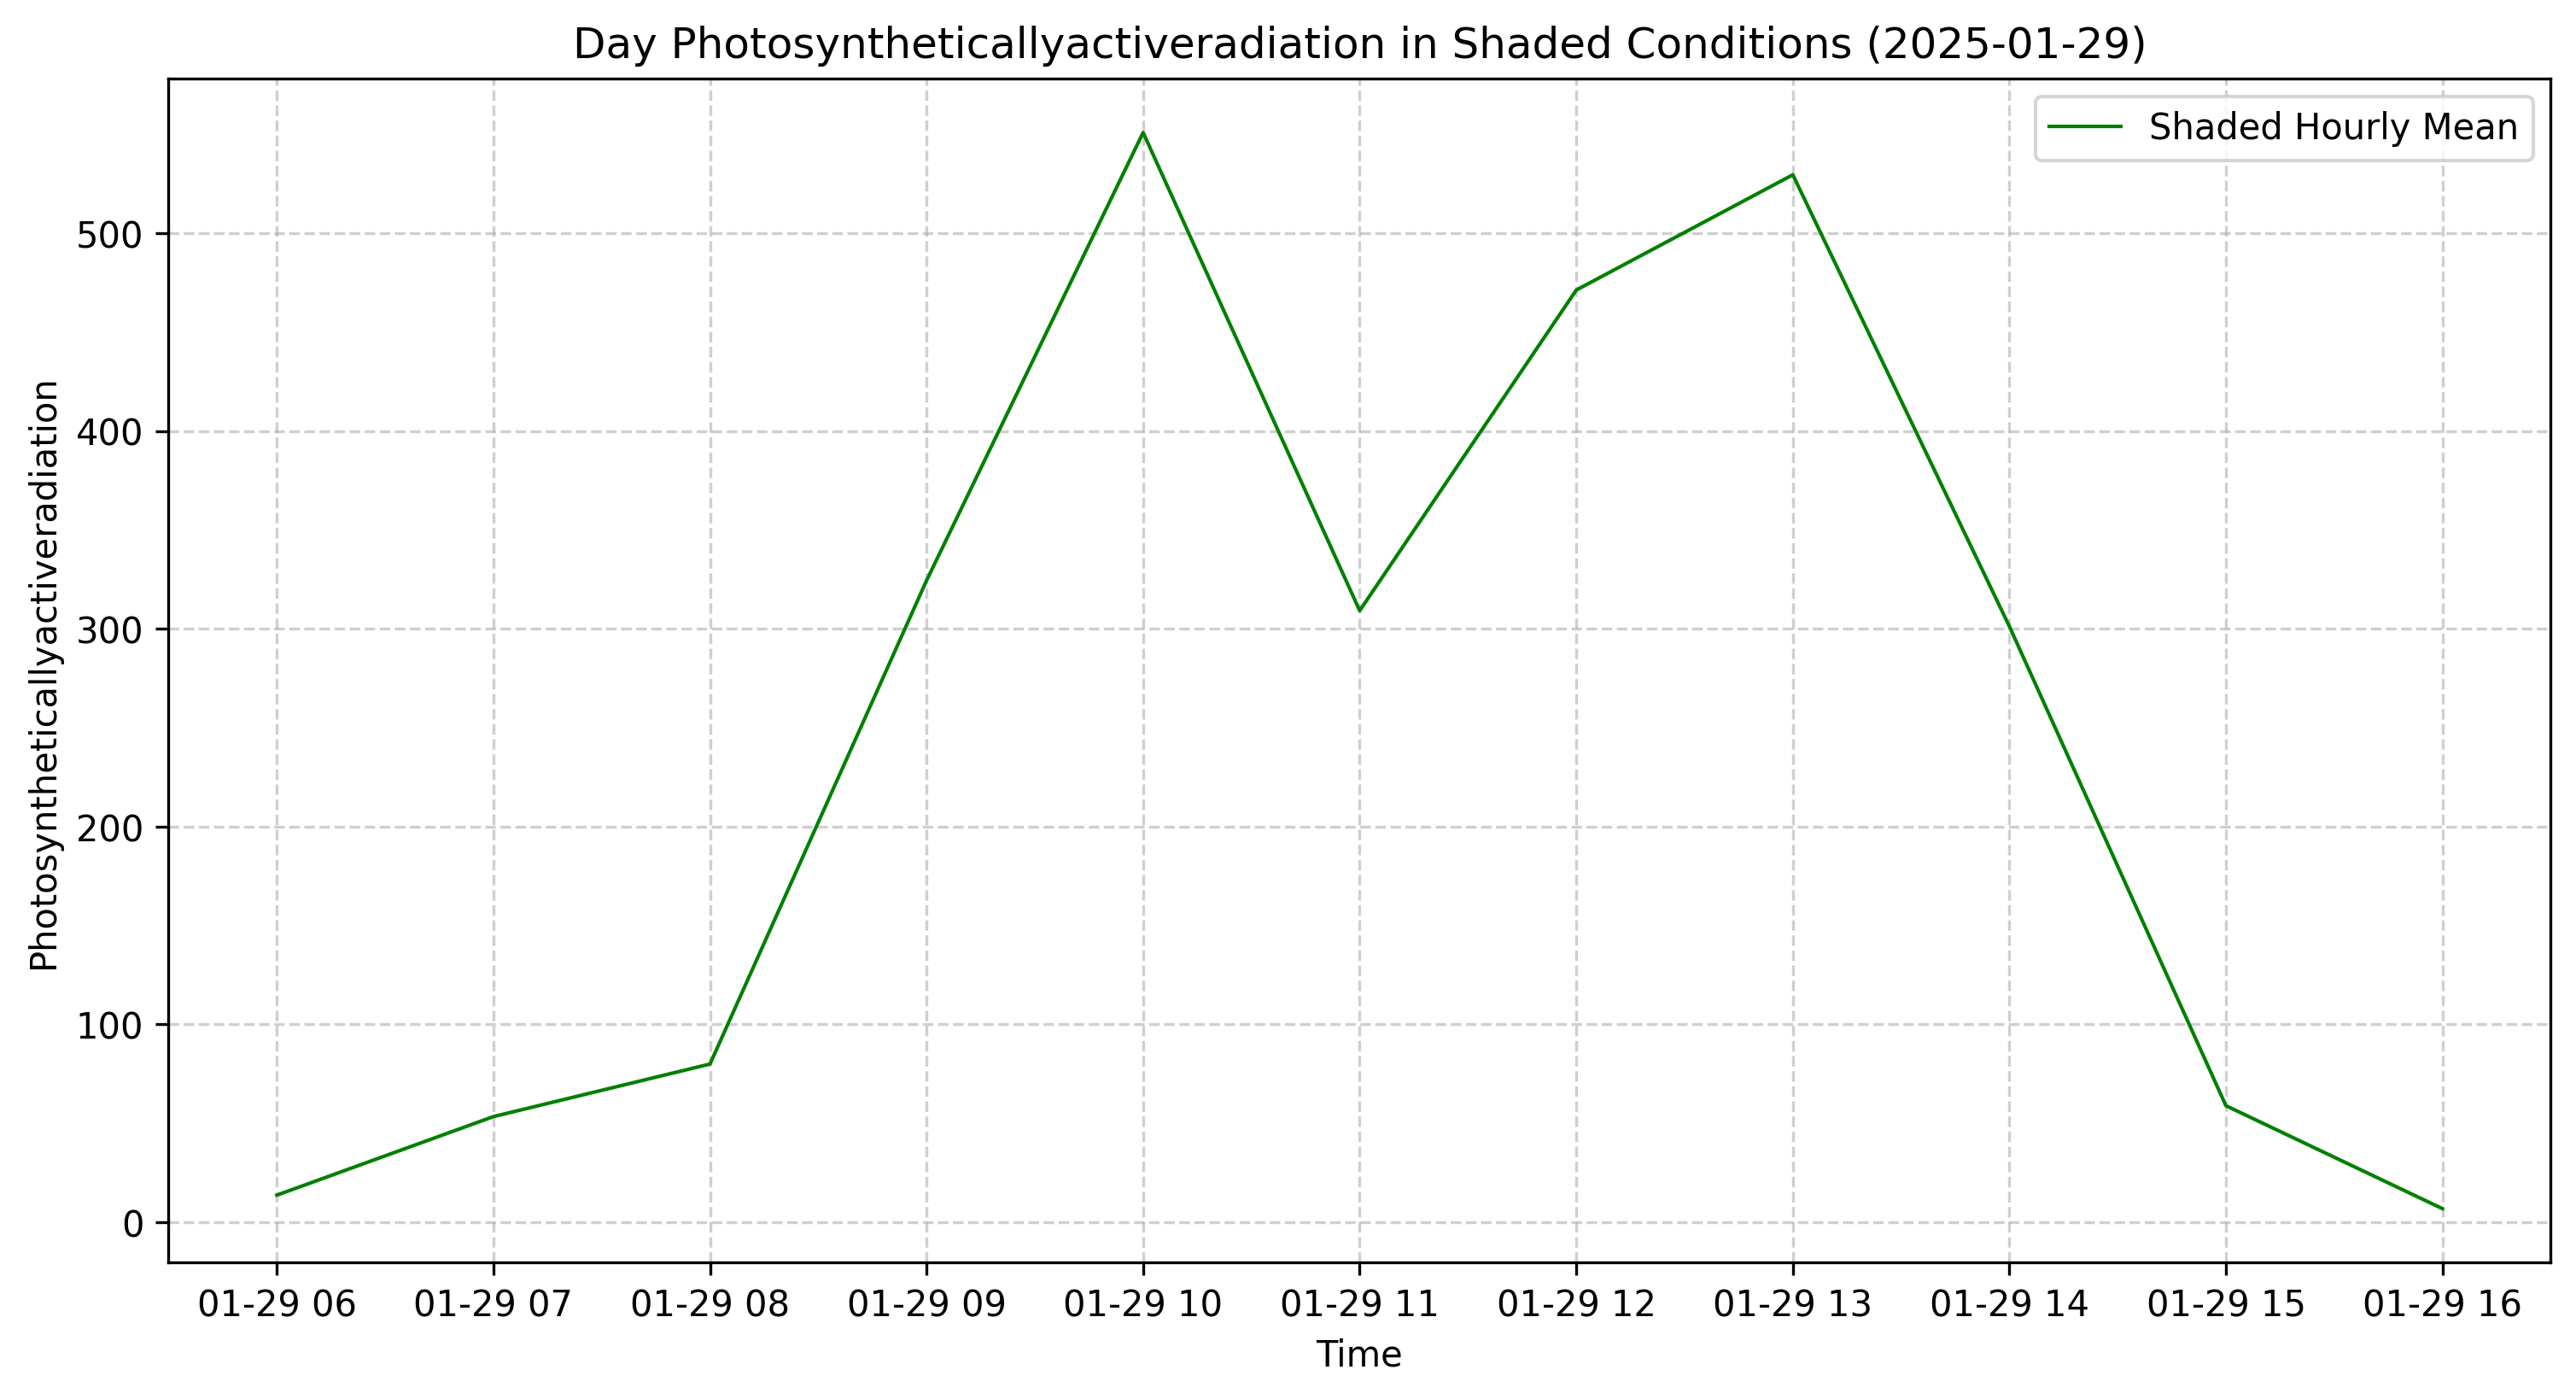 Day Photosyntheticallyactiveradiation in Shaded Conditions (2025-01-29)
Shaded Hourly Mean
Photosyntheticallyactiveradiation
500
400
300
200
100
0
01-29 06 01-29 07 01-29 08 01-29 09 01-29 10 01-29 11 01-29 12 01-29 13 01-29 14 01-29 15 01-29 16
Time